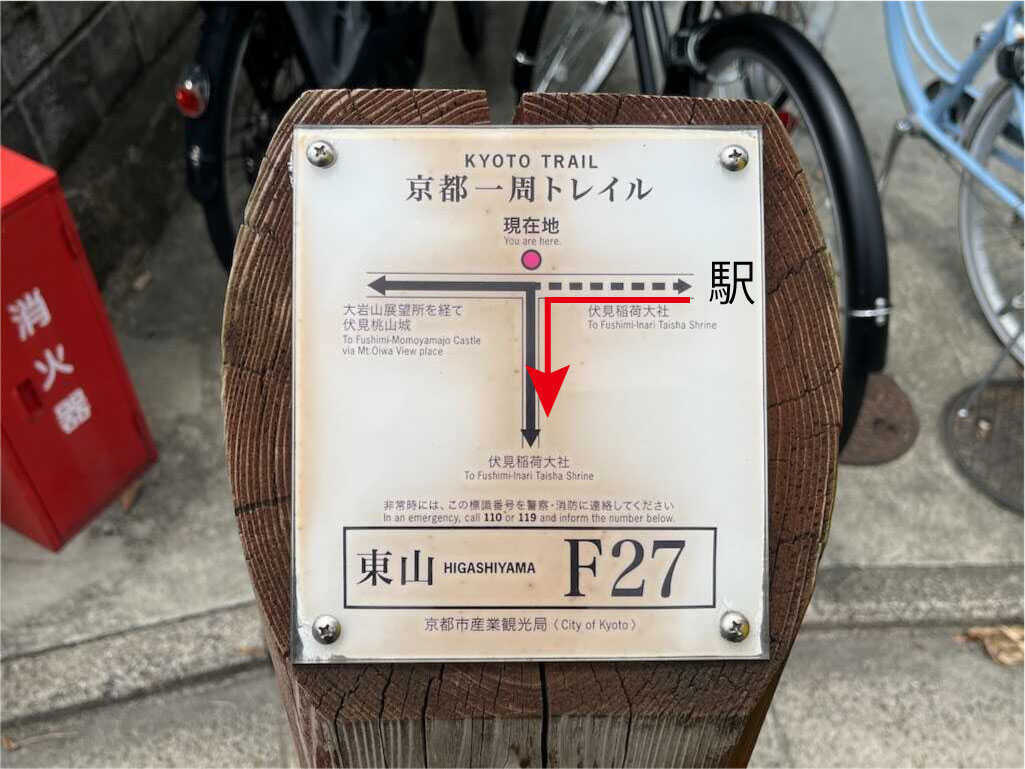 KYOTO TRAIL
京都一周トレイル
現在地
You are here.
駅
大岩山展望所を経て
伏見桃山城
To Fushimi-Momoyamajo Castle
via Mt.Oiwa View place
伏見稲荷大社
To Fushimi-Inari Taisha Shrine
伏見稲荷大社
To Fushimi-Inari Taisha Shrine
非常時には、この標識番号を警察・消防に連絡してください
In an emergency, call 110 or 119 and inform the number below.
東山 HIGASHIYAMA F27
京都市産業観光局 (City of Kyoto)
消火器